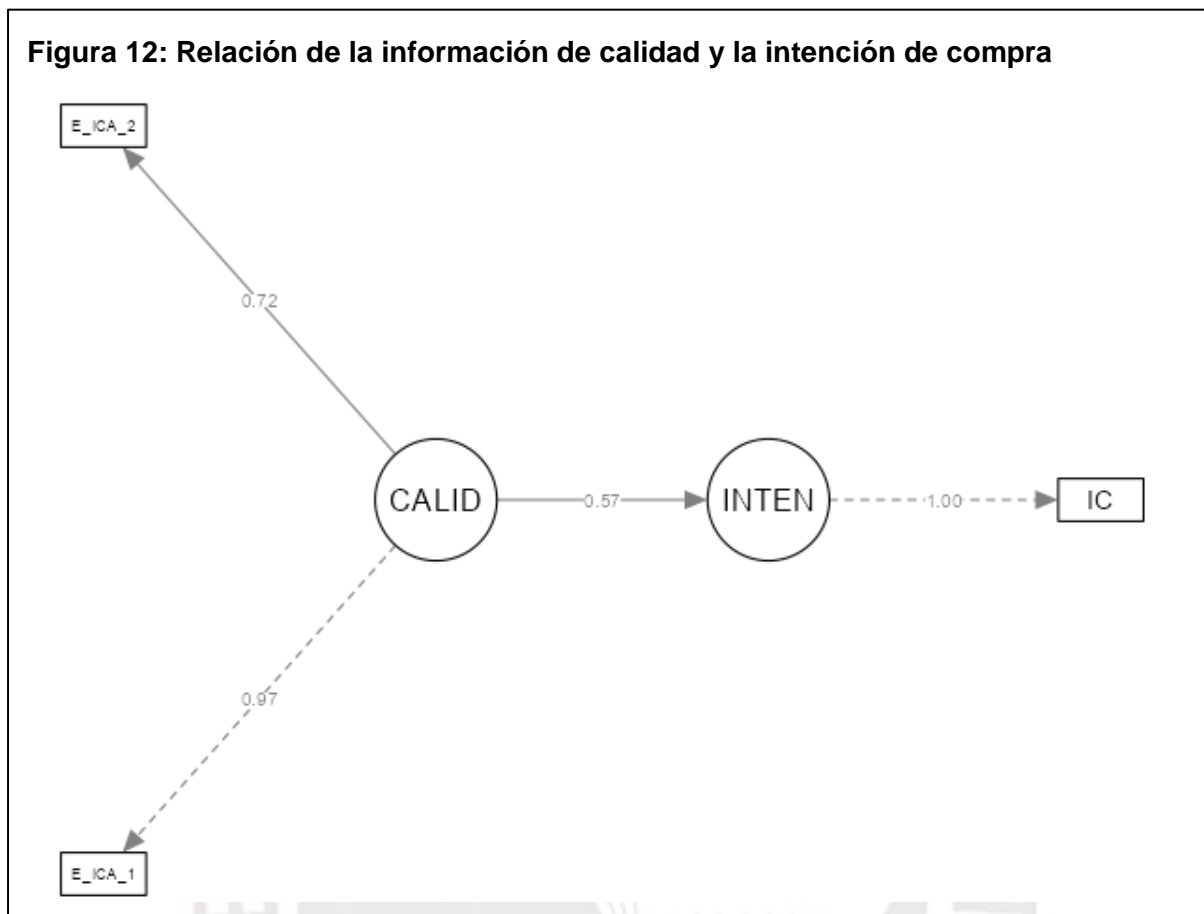 Figura 12: Relación de la información de calidad y la intención de compra
E_ICA_2
0.72
CALID
0.57
INTEN
1.00
IC
0.97
E_ICA_1